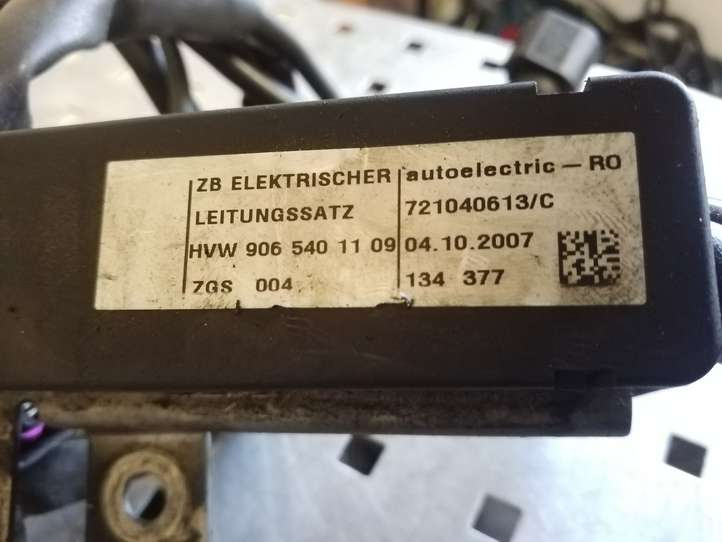 ZB ELEKTRISCHER
LEITUNGSSATZ
HVW 906 540 11 09
ZGS 004
autoelectric – RO
721040613/C
04.10.2007
134 377